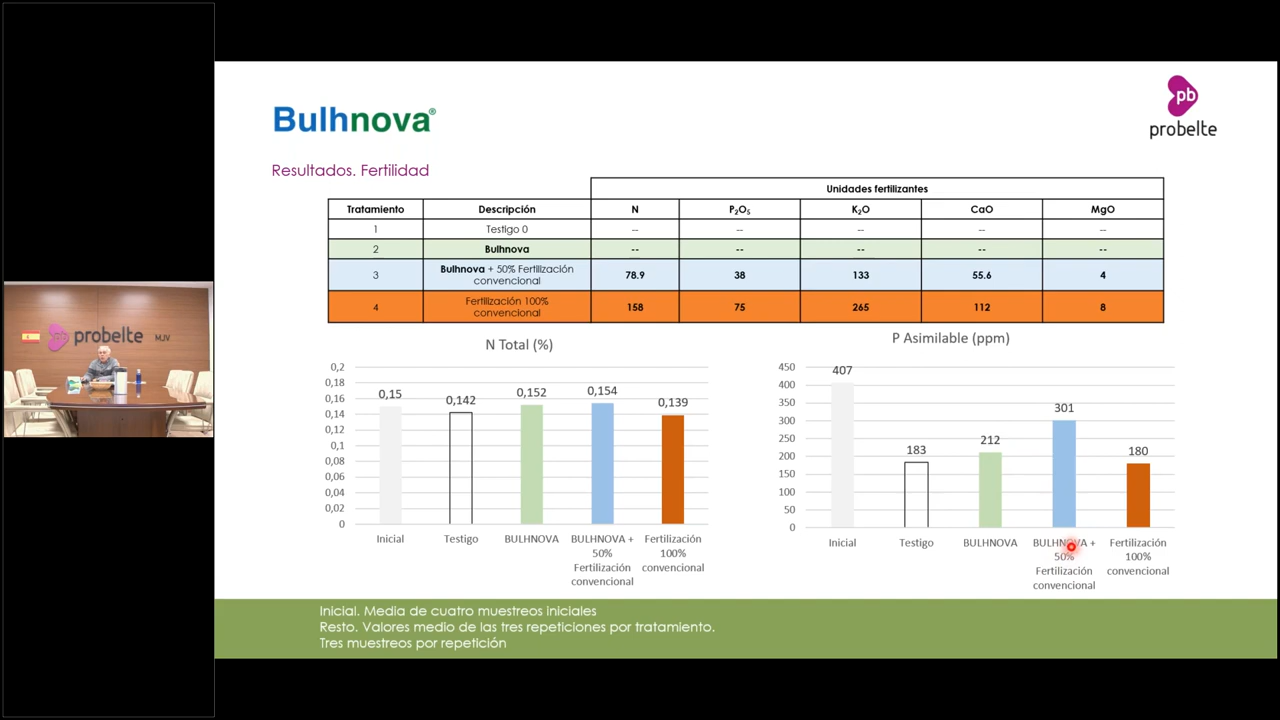 Bulhnova®
pb
probelte
Resultados. Fertilidad
Unidades fertilizantes
Tratamiento Descripción N P₂O₅ K₂O CaO MgO
1 Testigo 0 -- -- -- -- --
2 Bulhnova -- -- -- -- --
3 Bulhnova + 50% Fertilización convencional 78.9 38 133 55.6 4
4 Fertilización 100% convencional 158 75 265 112 8
probelte MJV
N Total (%)
0,2
0,18
0,16
0,14
0,12
0,1
0,08
0,06
0,04
0,02
0
0,15
0,142
0,152
0,154
0,139
Inicial
Testigo
BULHNOVA
BULHNOVA +
50%
Fertilización
convencional
Fertilización
100%
convencional
P Asimilable (ppm)
450
400
350
300
250
200
150
100
50
0
407
183
212
301
180
Inicial
Testigo
BULHNOVA
BULHNOVA +
50%
Fertilización
convencional
Fertilización
100%
convencional
Inicial. Media de cuatro muestreos iniciales
Resto. Valores medio de las tres repeticiones por tratamiento.
Tres muestreos por repetición